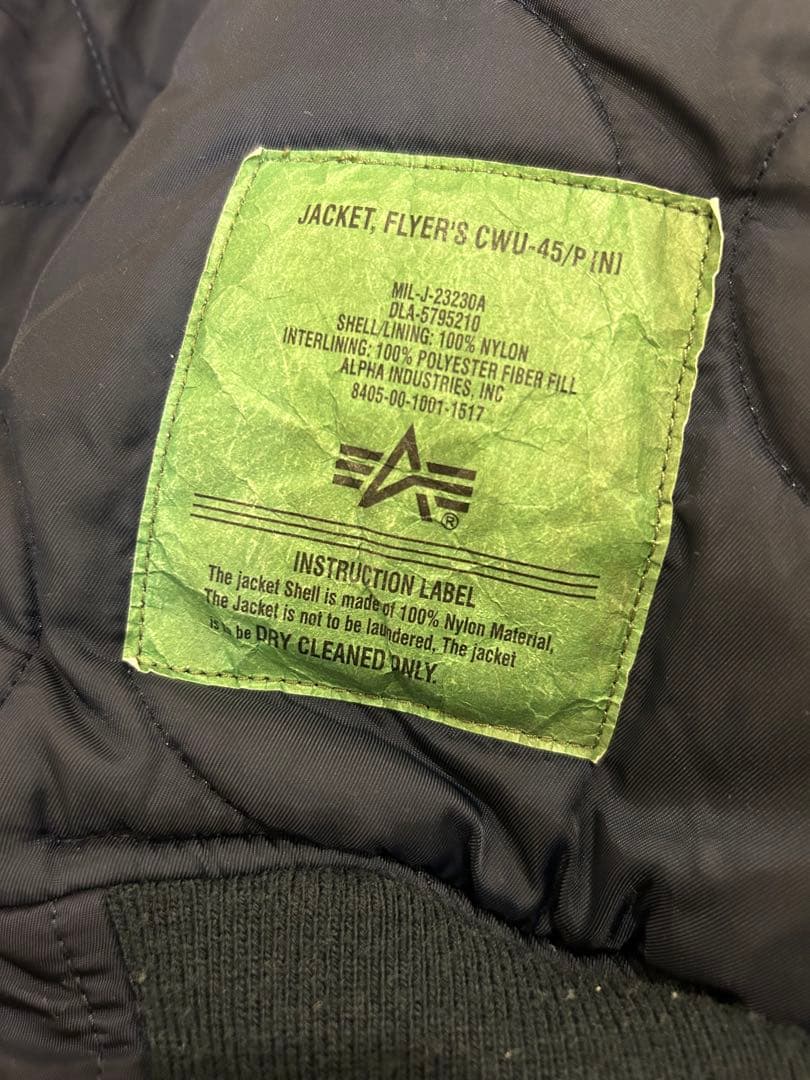 JACKET, FLYER'S CWU-45/P [N]
MIL-J-23230A
DLA-5795210
SHELL/LINING: 100% NYLON
INTERLINING: 100% POLYESTER FIBER FILL
ALPHA INDUSTRIES, INC
8405-00-1001-1517
®
INSTRUCTION LABEL
The jacket Shell is made of 100% Nylon Material,
The Jacket is not to be laundered, The jacket
is to be DRY CLEANED ONLY.